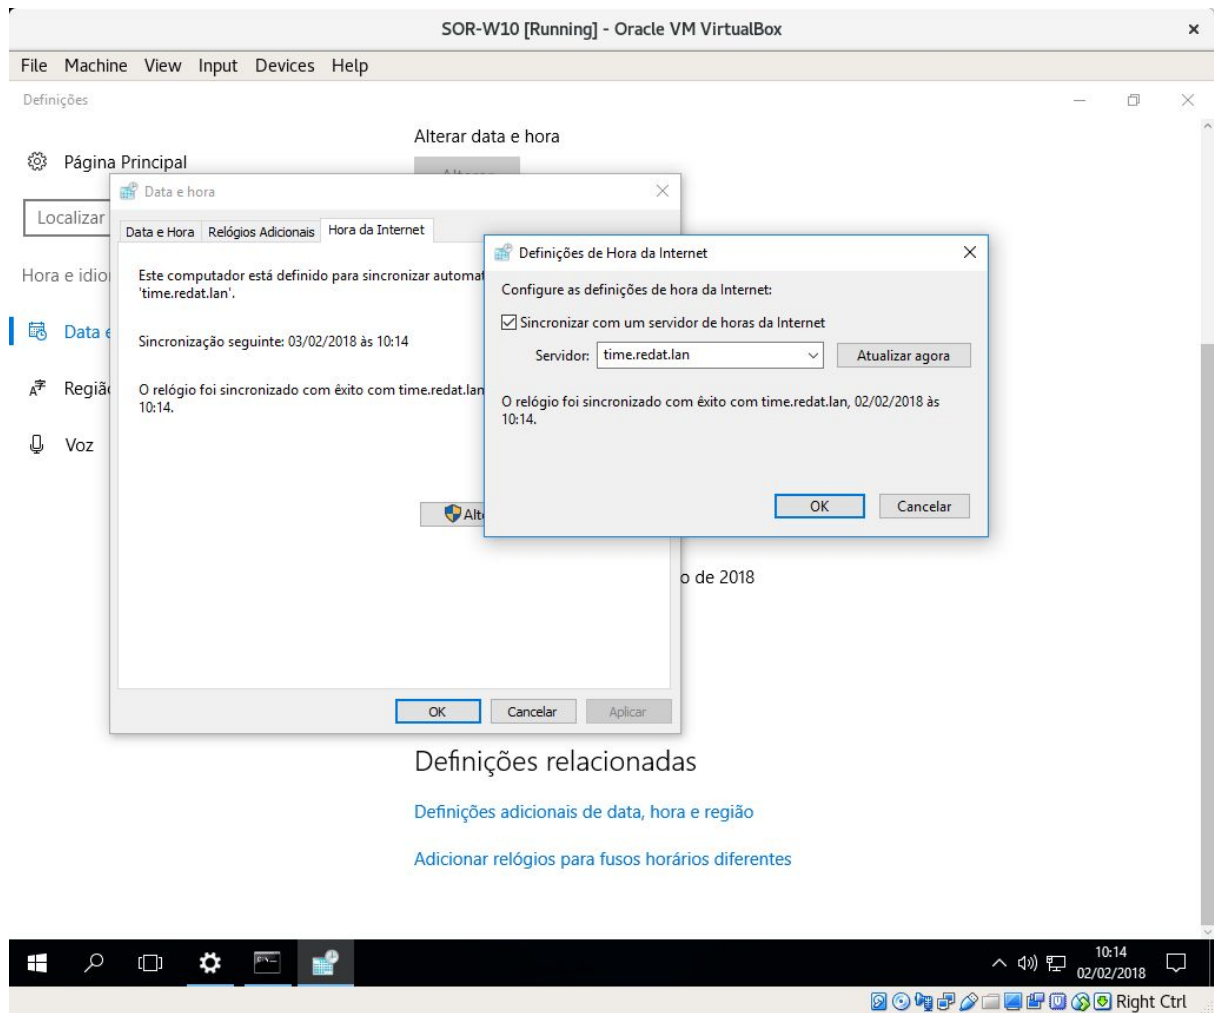 SOR-W10 [Running] - Oracle VM VirtualBox
File Machine View Input Devices Help
Definições
Alterar data e hora
Página Principal
Data e hora
Localizar
Data e Hora Relógios Adicionais Hora da Internet
Definições de Hora da Internet
Hora e
Este computador está definido para sincronizar
'time.redat.lan'.
Configure as definições de hora da Internet:
Sincronizar com um servidor de horas da Internet
Data
Sincronização seguinte: 03/02/2018 às 10:14
Servidor: time.redat.lan Atualizar agora
O relógio foi sincronizado com êxito com time.redat.lan
10:14.
O relógio foi sincronizado com êxito com time.redat.lan, 02/02/2018 às
10:14.
Voz
OK Cancelar
de 2018
OK Cancelar Aplicar
Definições relacionadas
Definições adicionais de data, hora e região
Adicionar relógios para fusos horários diferentes
10:14
02/02/2018
Right Ctrl